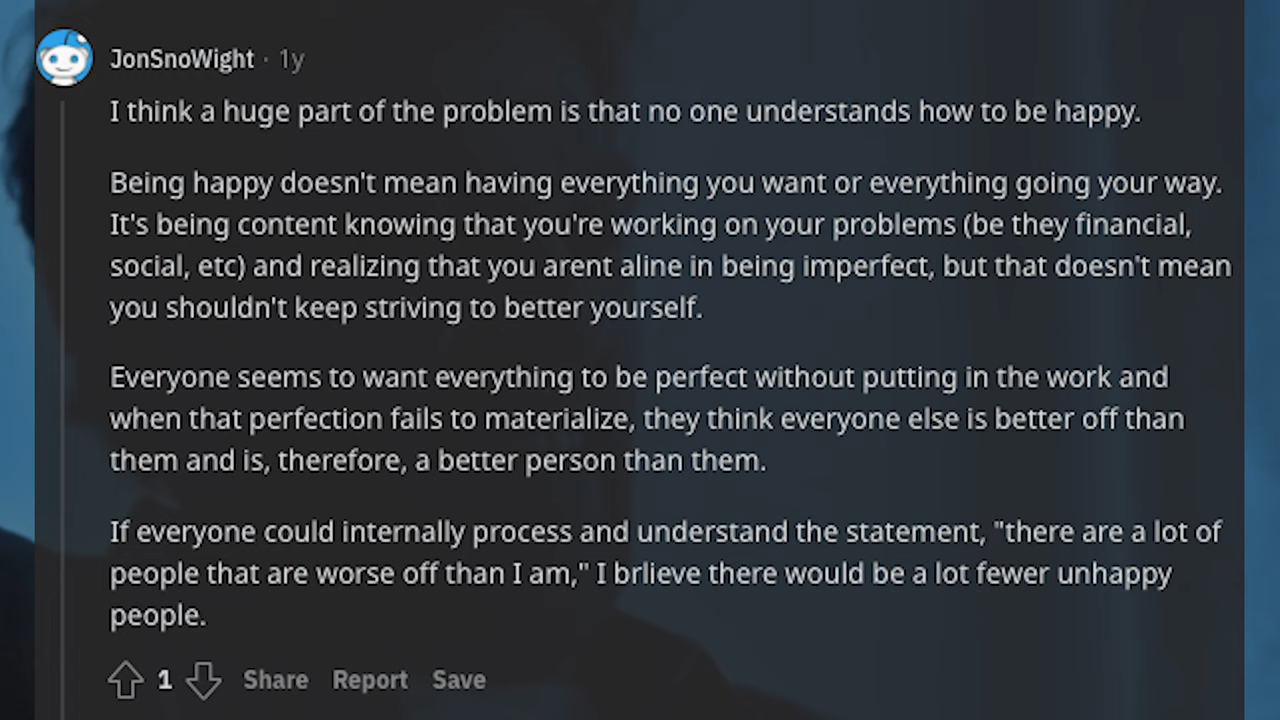 JonSnoWight · 1y
I think a huge part of the problem is that no one understands how to be happy.
Being happy doesn't mean having everything you want or everything going your way.
It's being content knowing that you're working on your problems (be they financial,
social, etc) and realizing that you arent aline in being imperfect, but that doesn't mean
you shouldn't keep striving to better yourself.
Everyone seems to want everything to be perfect without putting in the work and
when that perfection fails to materialize, they think everyone else is better off than
them and is, therefore, a better person than them.
If everyone could internally process and understand the statement, "there are a lot of
people that are worse off than I am," I brlieve there would be a lot fewer unhappy
people.
1 Share Report Save